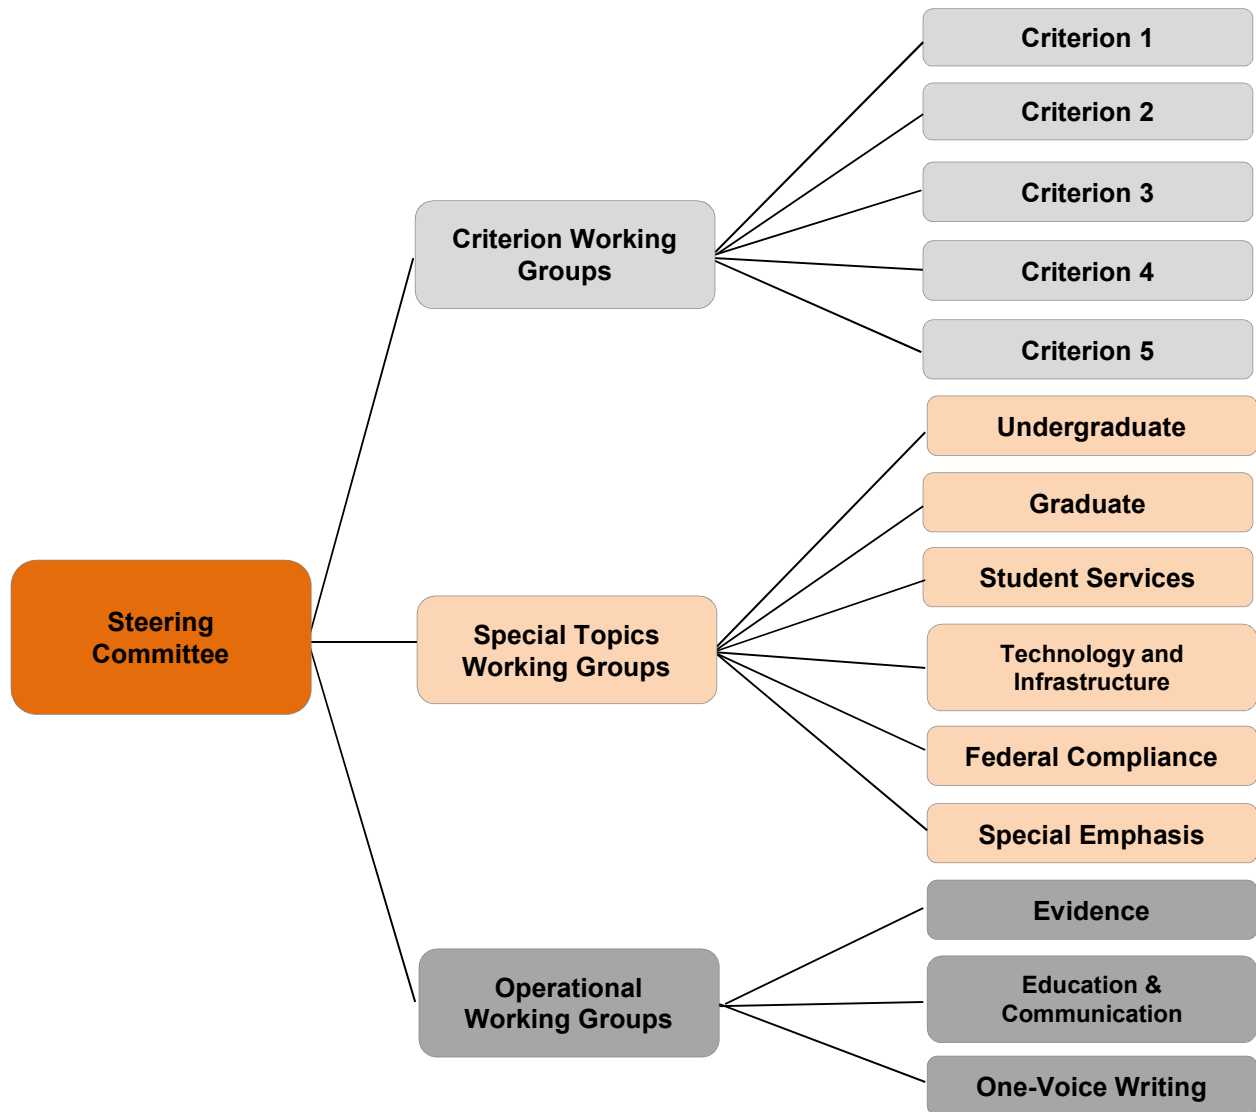 Criterion 1
Criterion 2
Criterion 3
Criterion 4
Criterion 5
Criterion Working
Groups
Undergraduate
Graduate
Student Services
Technology and
Infrastructure
Federal Compliance
Special Emphasis
Special Topics
Working Groups
Steering
Committee
Evidence
Education &
Communication
One-Voice Writing
Operational
Working Groups